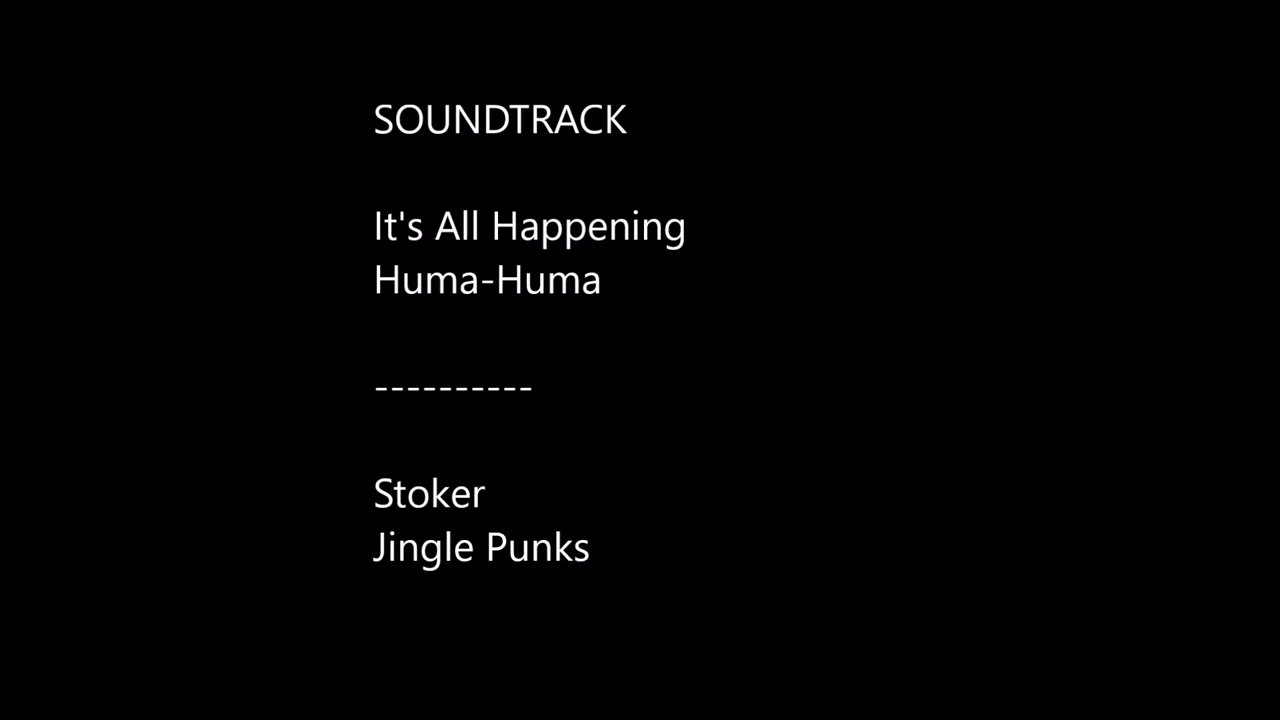 SOUNDTRACK
It's All Happening
Huma-Huma
----------
Stoker
Jingle Punks